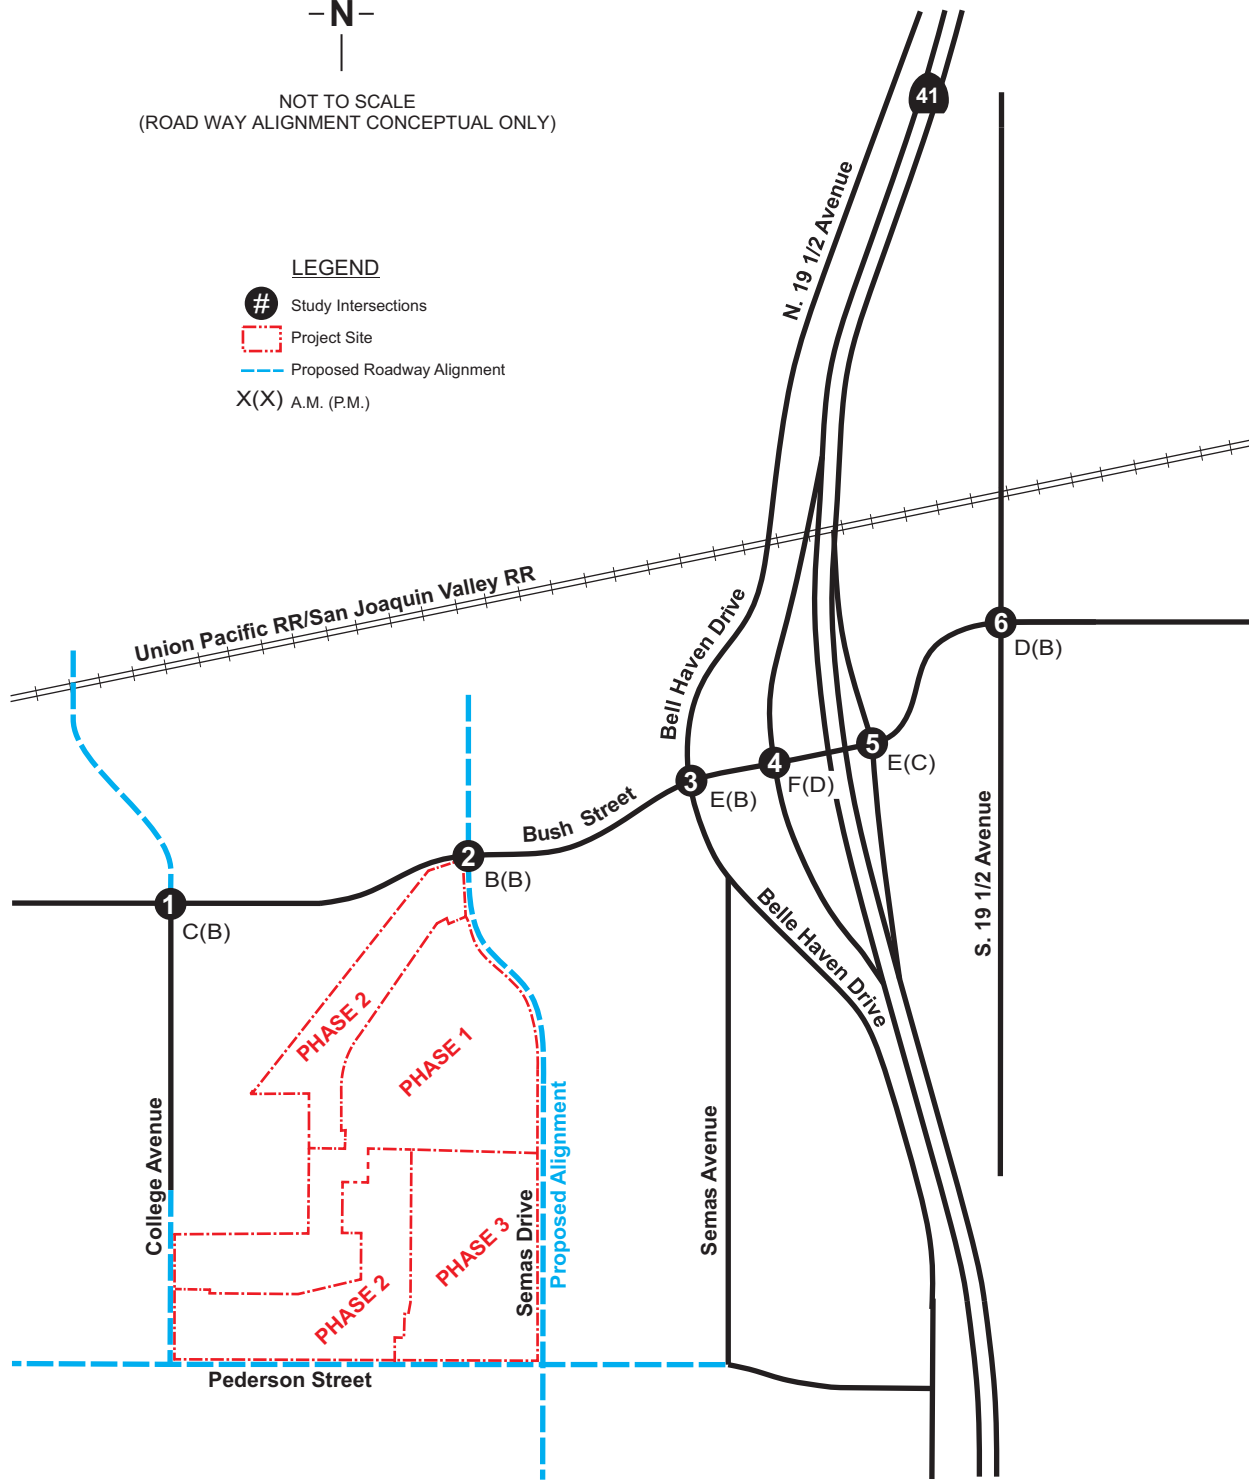 N
NOT TO SCALE
(ROAD WAY ALIGNMENT CONCEPTUAL ONLY)
41
N. 19 1/2 Avenue
LEGEND
# Study Intersections
Project Site
Proposed Roadway Alignment
X(X) A.M. (P.M.)
Union Pacific RR/San Joaquin Valley RR
Bell Haven Drive
6
D(B)
5
E(C)
4
F(D)
3
E(B)
Bush Street
2
B(B)
1
C(B)
S. 19 1/2 Avenue
Belle Haven Drive
PHASE 2
PHASE 1
College Avenue
Semas Drive
Proposed Alignment
Semas Avenue
PHASE 3
PHASE 2
Pederson Street